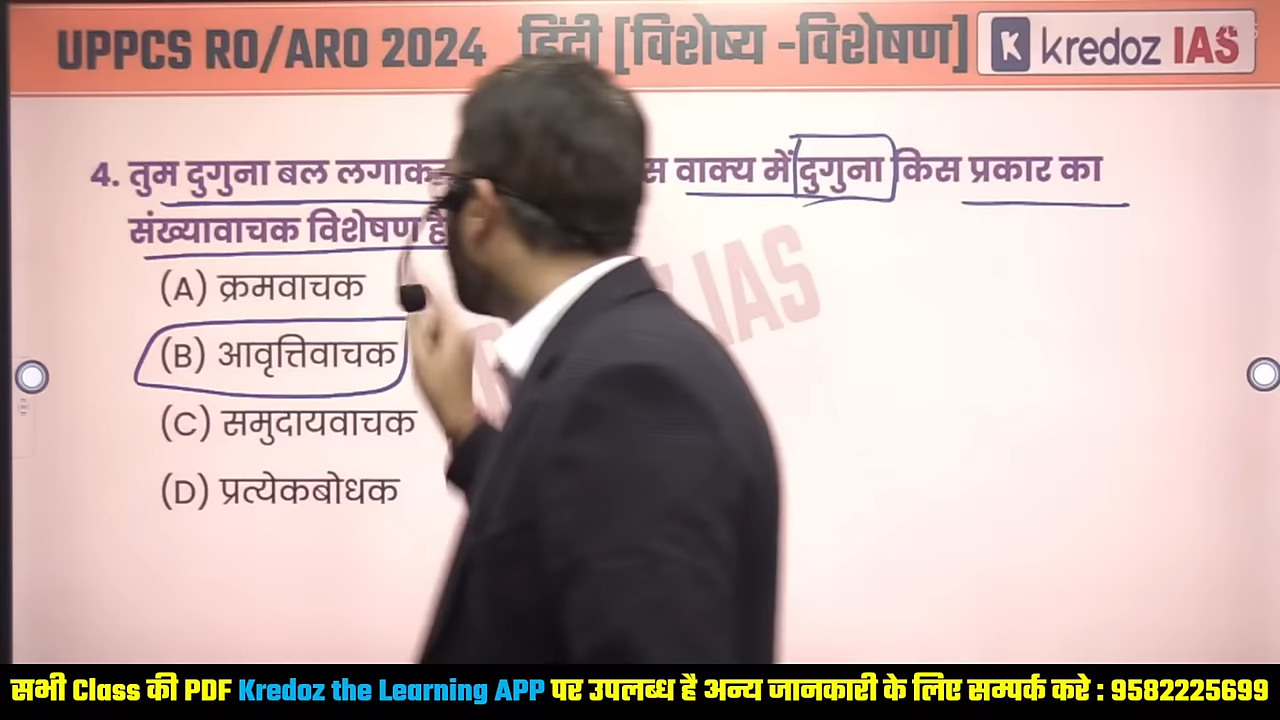 UPPCS RO/ARO 2024 हिंदी [विशेष्य -विशेषण] kredoz IAS
4. तुम दुगुना बल वाक्य में दुगुना किस प्रकार का
संख्यावाचक विशेषण
(A) क्रमवाचक
(B) आवृत्तिवाचक
(C) समुदायवाचक
(D) प्रत्येकबोधक
IAS
सभी Class की PDF Kredoz the Learning APP पर उपलब्ध है अन्य जानकारी के लिए सम्पर्क करे : 9582225699